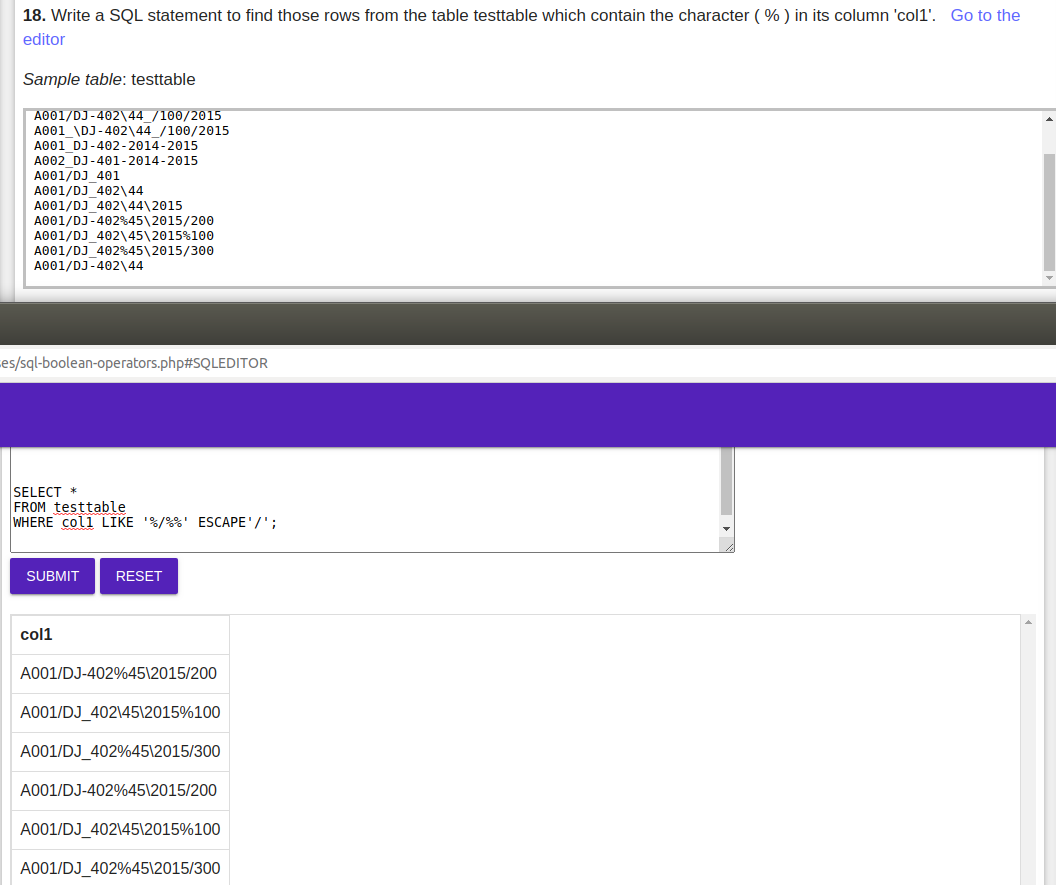 18. Write a SQL statement to find those rows from the table testtable which contain the character ( % ) in its column 'col1'. Go to the
editor
Sample table: testtable
A001/DJ-402\44_/100/2015
A001_\DJ-402\44_/100/2015
A001_DJ-402-2014-2015
A002_DJ-401-2014-2015
A001/DJ_401
A001/DJ_402\44
A001/DJ_402\44\2015
A001/DJ-402%45\2015/200
A001/DJ_402\45\2015%100
A001/DJ_402%45\2015/300
A001/DJ-402\44
es/sql-boolean-operators.php#SQLEDITOR
SELECT *
FROM testtable
WHERE col1 LIKE '%/%%' ESCAPE'/';
SUBMIT RESET
col1
A001/DJ-402%45\2015/200
A001/DJ_402\45\2015%100
A001/DJ_402%45\2015/300
A001/DJ-402%45\2015/200
A001/DJ_402\45\2015%100
A001/DJ_402%45\2015/300